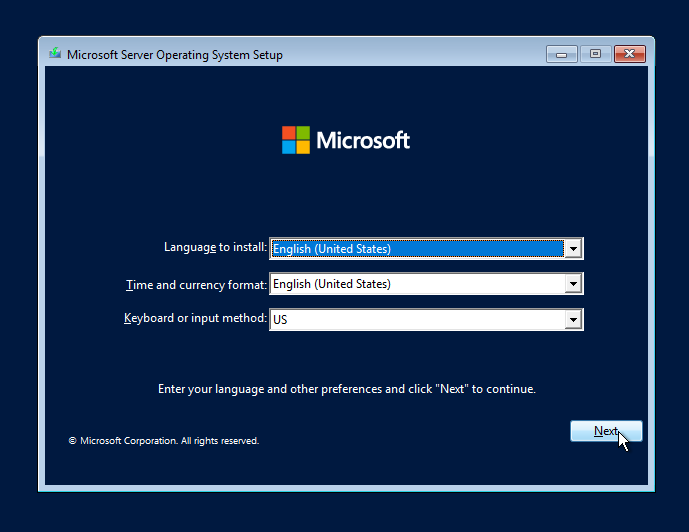 Microsoft Server Operating System Setup
Microsoft
Language to install: English (United States)
Time and currency format: English (United States)
Keyboard or input method: US
Enter your language and other preferences and click "Next" to continue.
Next
© Microsoft Corporation. All rights reserved.